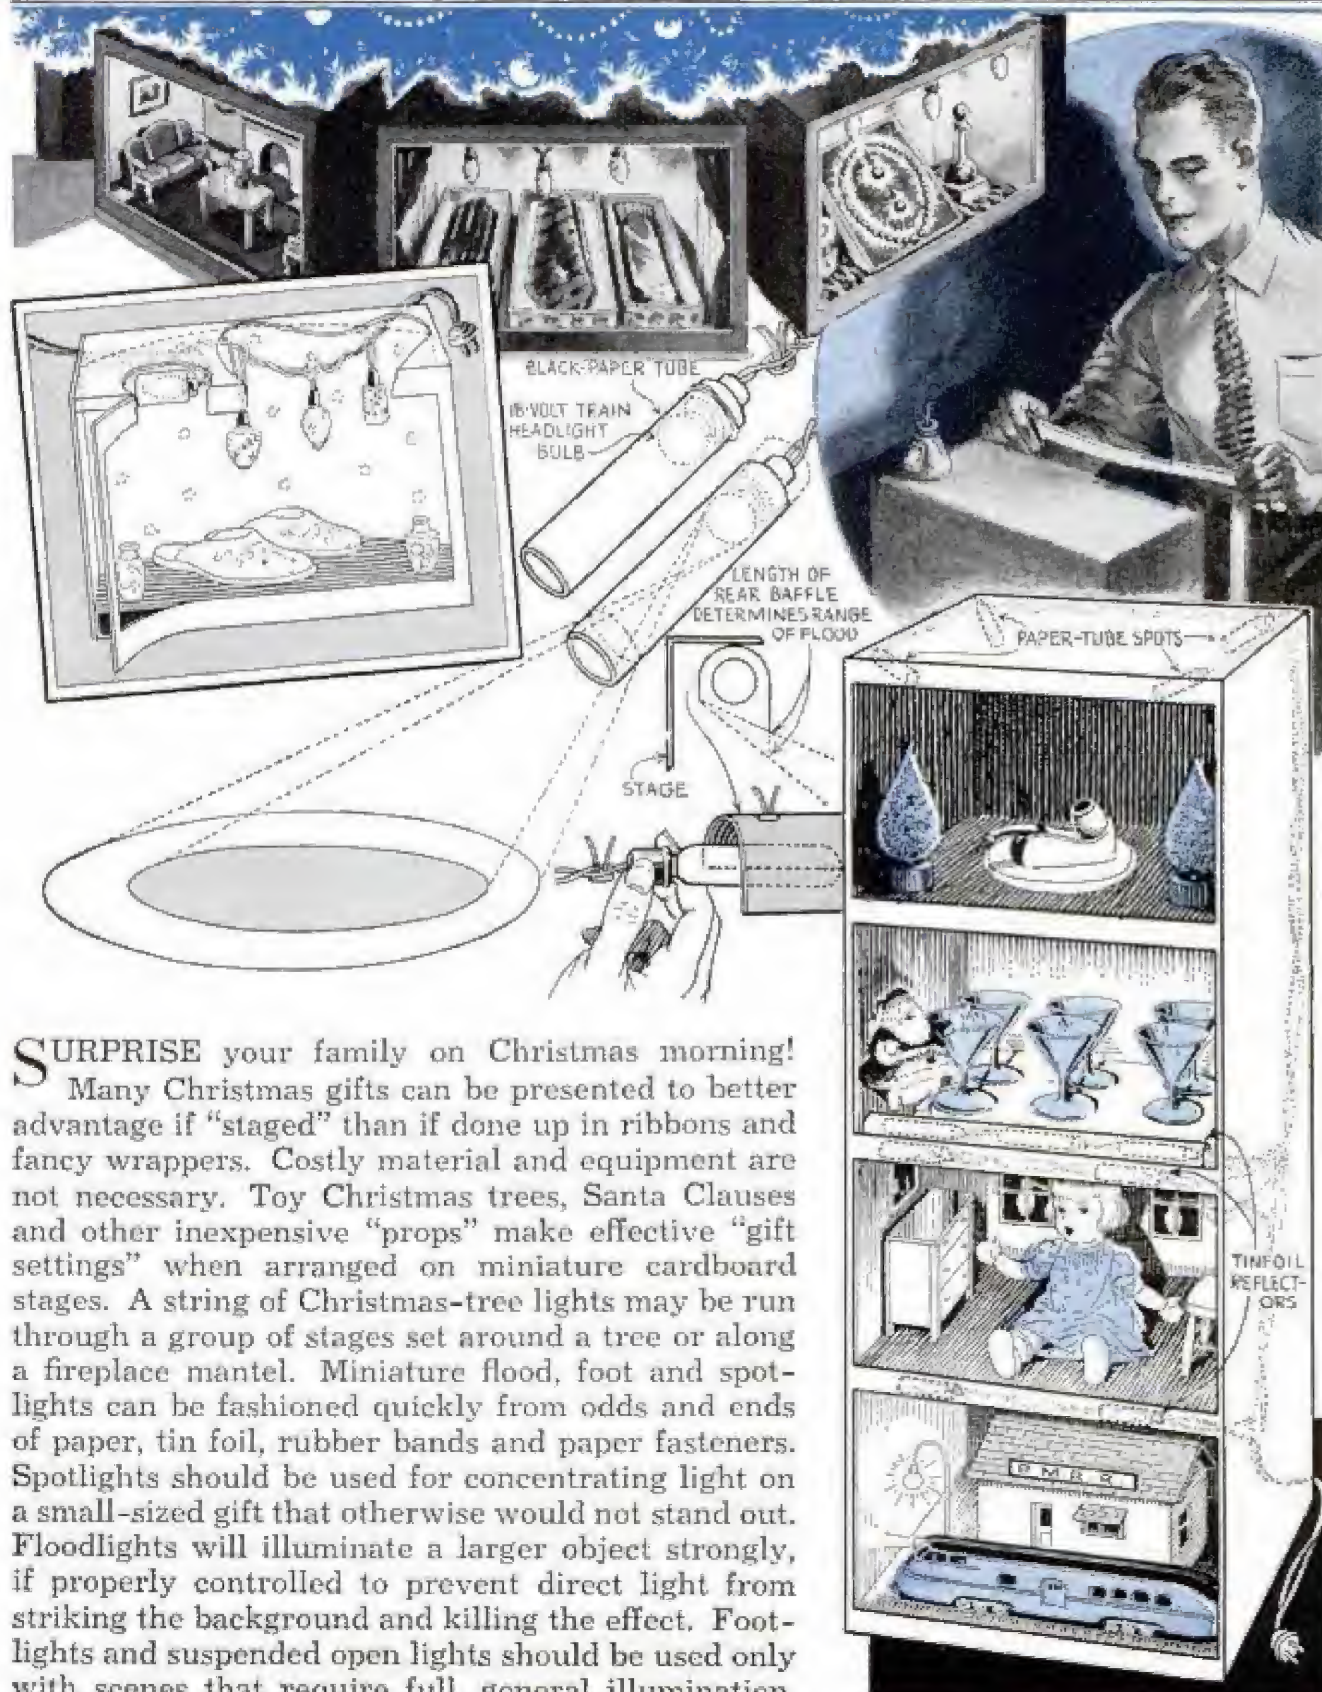 BLACK-PAPER TUBE
18-VOLT TRAIN
HEADLIGHT
BULB
LENGTH OF
REAR BAFFLE
DETERMINES RANGE
OF FLOOD
STAGE
PAPER-TUBE SPOTS
TINFOIL
REFLECT-
ORS
P.M.R.R.
SURPRISE your family on Christmas morning!
Many Christmas gifts can be presented to better
advantage if "staged" than if done up in ribbons and
fancy wrappers. Costly material and equipment are
not necessary. Toy Christmas trees, Santa Clauses
and other inexpensive "props" make effective "gift
settings" when arranged on miniature cardboard
stages. A string of Christmas-tree lights may be run
through a group of stages set around a tree or along
a fireplace mantel. Miniature flood, foot and spot-
lights can be fashioned quickly from odds and ends
of paper, tin foil, rubber bands and paper fasteners.
Spotlights should be used for concentrating light on
a small-sized gift that otherwise would not stand out.
Floodlights will illuminate a larger object strongly,
if properly controlled to prevent direct light from
striking the background and killing the effect. Foot-
lights and suspended open lights should be used only
with scenes that require full, general illumination.